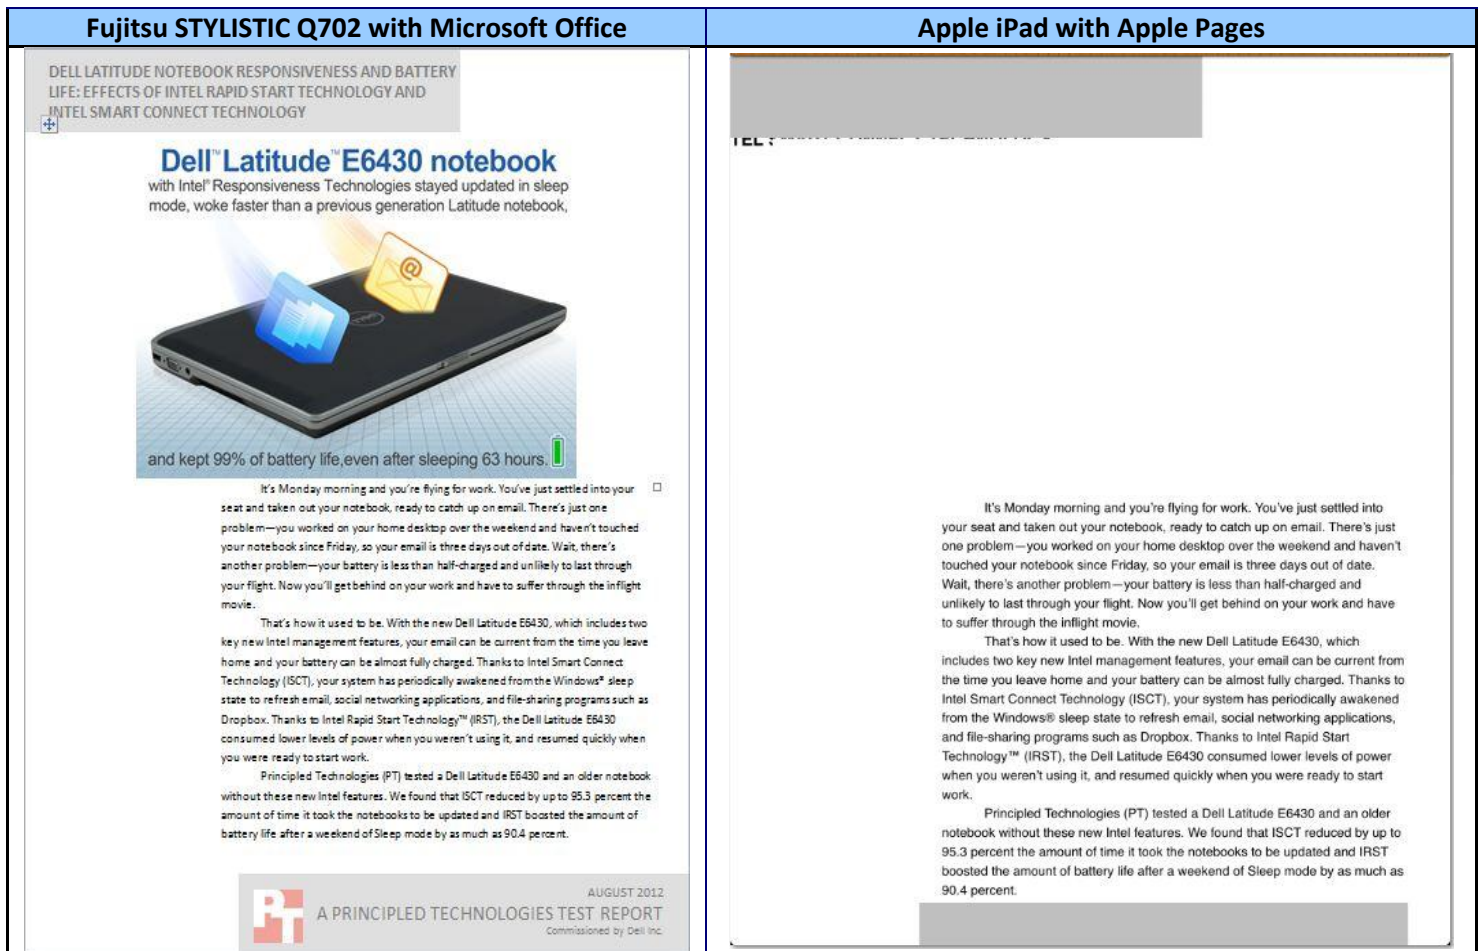 Fujitsu STYLISTIC Q702 with Microsoft Office
Apple iPad with Apple Pages
DELL LATITUDE NOTEBOOK RESPONSIVENESS AND BATTERY
LIFE: EFFECTS OF INTEL RAPID START TECHNOLOGY AND
INTEL SMART CONNECT TECHNOLOGY
Dell™ Latitude™ E6430 notebook
with Intel® Responsiveness Technologies stayed updated in sleep
mode, woke faster than a previous generation Latitude notebook,
@
DELL
and kept 99% of battery life,even after sleeping 63 hours.
It's Monday morning and you're flying for work. You've just settled into your
seat and taken out your notebook, ready to catch up on email. There's just one
problem—you worked on your home desktop over the weekend and haven't touched
your notebook since Friday, so your email is three days out of date. Wait, there's
another problem—your battery is less than half-charged and unlikely to last through
your flight. Now you'll get behind on your work and have to suffer through the inflight
movie.
That's how it used to be. With the new Dell Latitude E6430, which includes two
key new Intel management features, your email can be current from the time you leave
home and your battery can be almost fully charged. Thanks to Intel Smart Connect
Technology (ISCT), your system has periodically awakened from the Windows® sleep
state to refresh email, social networking applications, and file-sharing programs such as
Dropbox. Thanks to Intel Rapid Start Technology™ (IRST), the Dell Latitude E6430
consumed lower levels of power when you weren't using it, and resumed quickly when
you were ready to start work.
Principled Technologies (PT) tested a Dell Latitude E6430 and an older notebook
without these new Intel features. We found that ISCT reduced by up to 95.3 percent the
amount of time it took the notebooks to be updated and IRST boosted the amount of
battery life after a weekend of Sleep mode by as much as 90.4 percent.
PT
AUGUST 2012
A PRINCIPLED TECHNOLOGIES TEST REPORT
Commissioned by Dell Inc.
It's Monday morning and you're flying for work. You've just settled into
your seat and taken out your notebook, ready to catch up on email. There's just
one problem—you worked on your home desktop over the weekend and haven't
touched your notebook since Friday, so your email is three days out of date.
Wait, there's another problem—your battery is less than half-charged and
unlikely to last through your flight. Now you'll get behind on your work and have
to suffer through the inflight movie.
That's how it used to be. With the new Dell Latitude E6430, which
includes two key new Intel management features, your email can be current from
the time you leave home and your battery can be almost fully charged. Thanks to
Intel Smart Connect Technology (ISCT), your system has periodically awakened
from the Windows® sleep state to refresh email, social networking applications,
and file-sharing programs such as Dropbox. Thanks to Intel Rapid Start
Technology™ (IRST), the Dell Latitude E6430 consumed lower levels of power
when you weren't using it, and resumed quickly when you were ready to start
work.
Principled Technologies (PT) tested a Dell Latitude E6430 and an older
notebook without these new Intel features. We found that ISCT reduced by up to
95.3 percent the amount of time it took the notebooks to be updated and IRST
boosted the amount of battery life after a weekend of Sleep mode by as much as
90.4 percent.